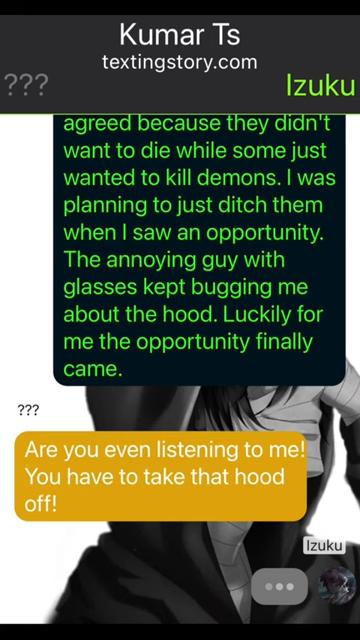 Kumar Ts
textingstory.com
???
Izuku
agreed because they didn't
want to die while some just
wanted to kill demons. I was
planning to just ditch them
when I saw an opportunity.
The annoying guy with
glasses kept bugging me
about the hood. Luckily for
me the opportunity finally
came.
???
Are you even listening to me!
You have to take that hood
off!
Izuku